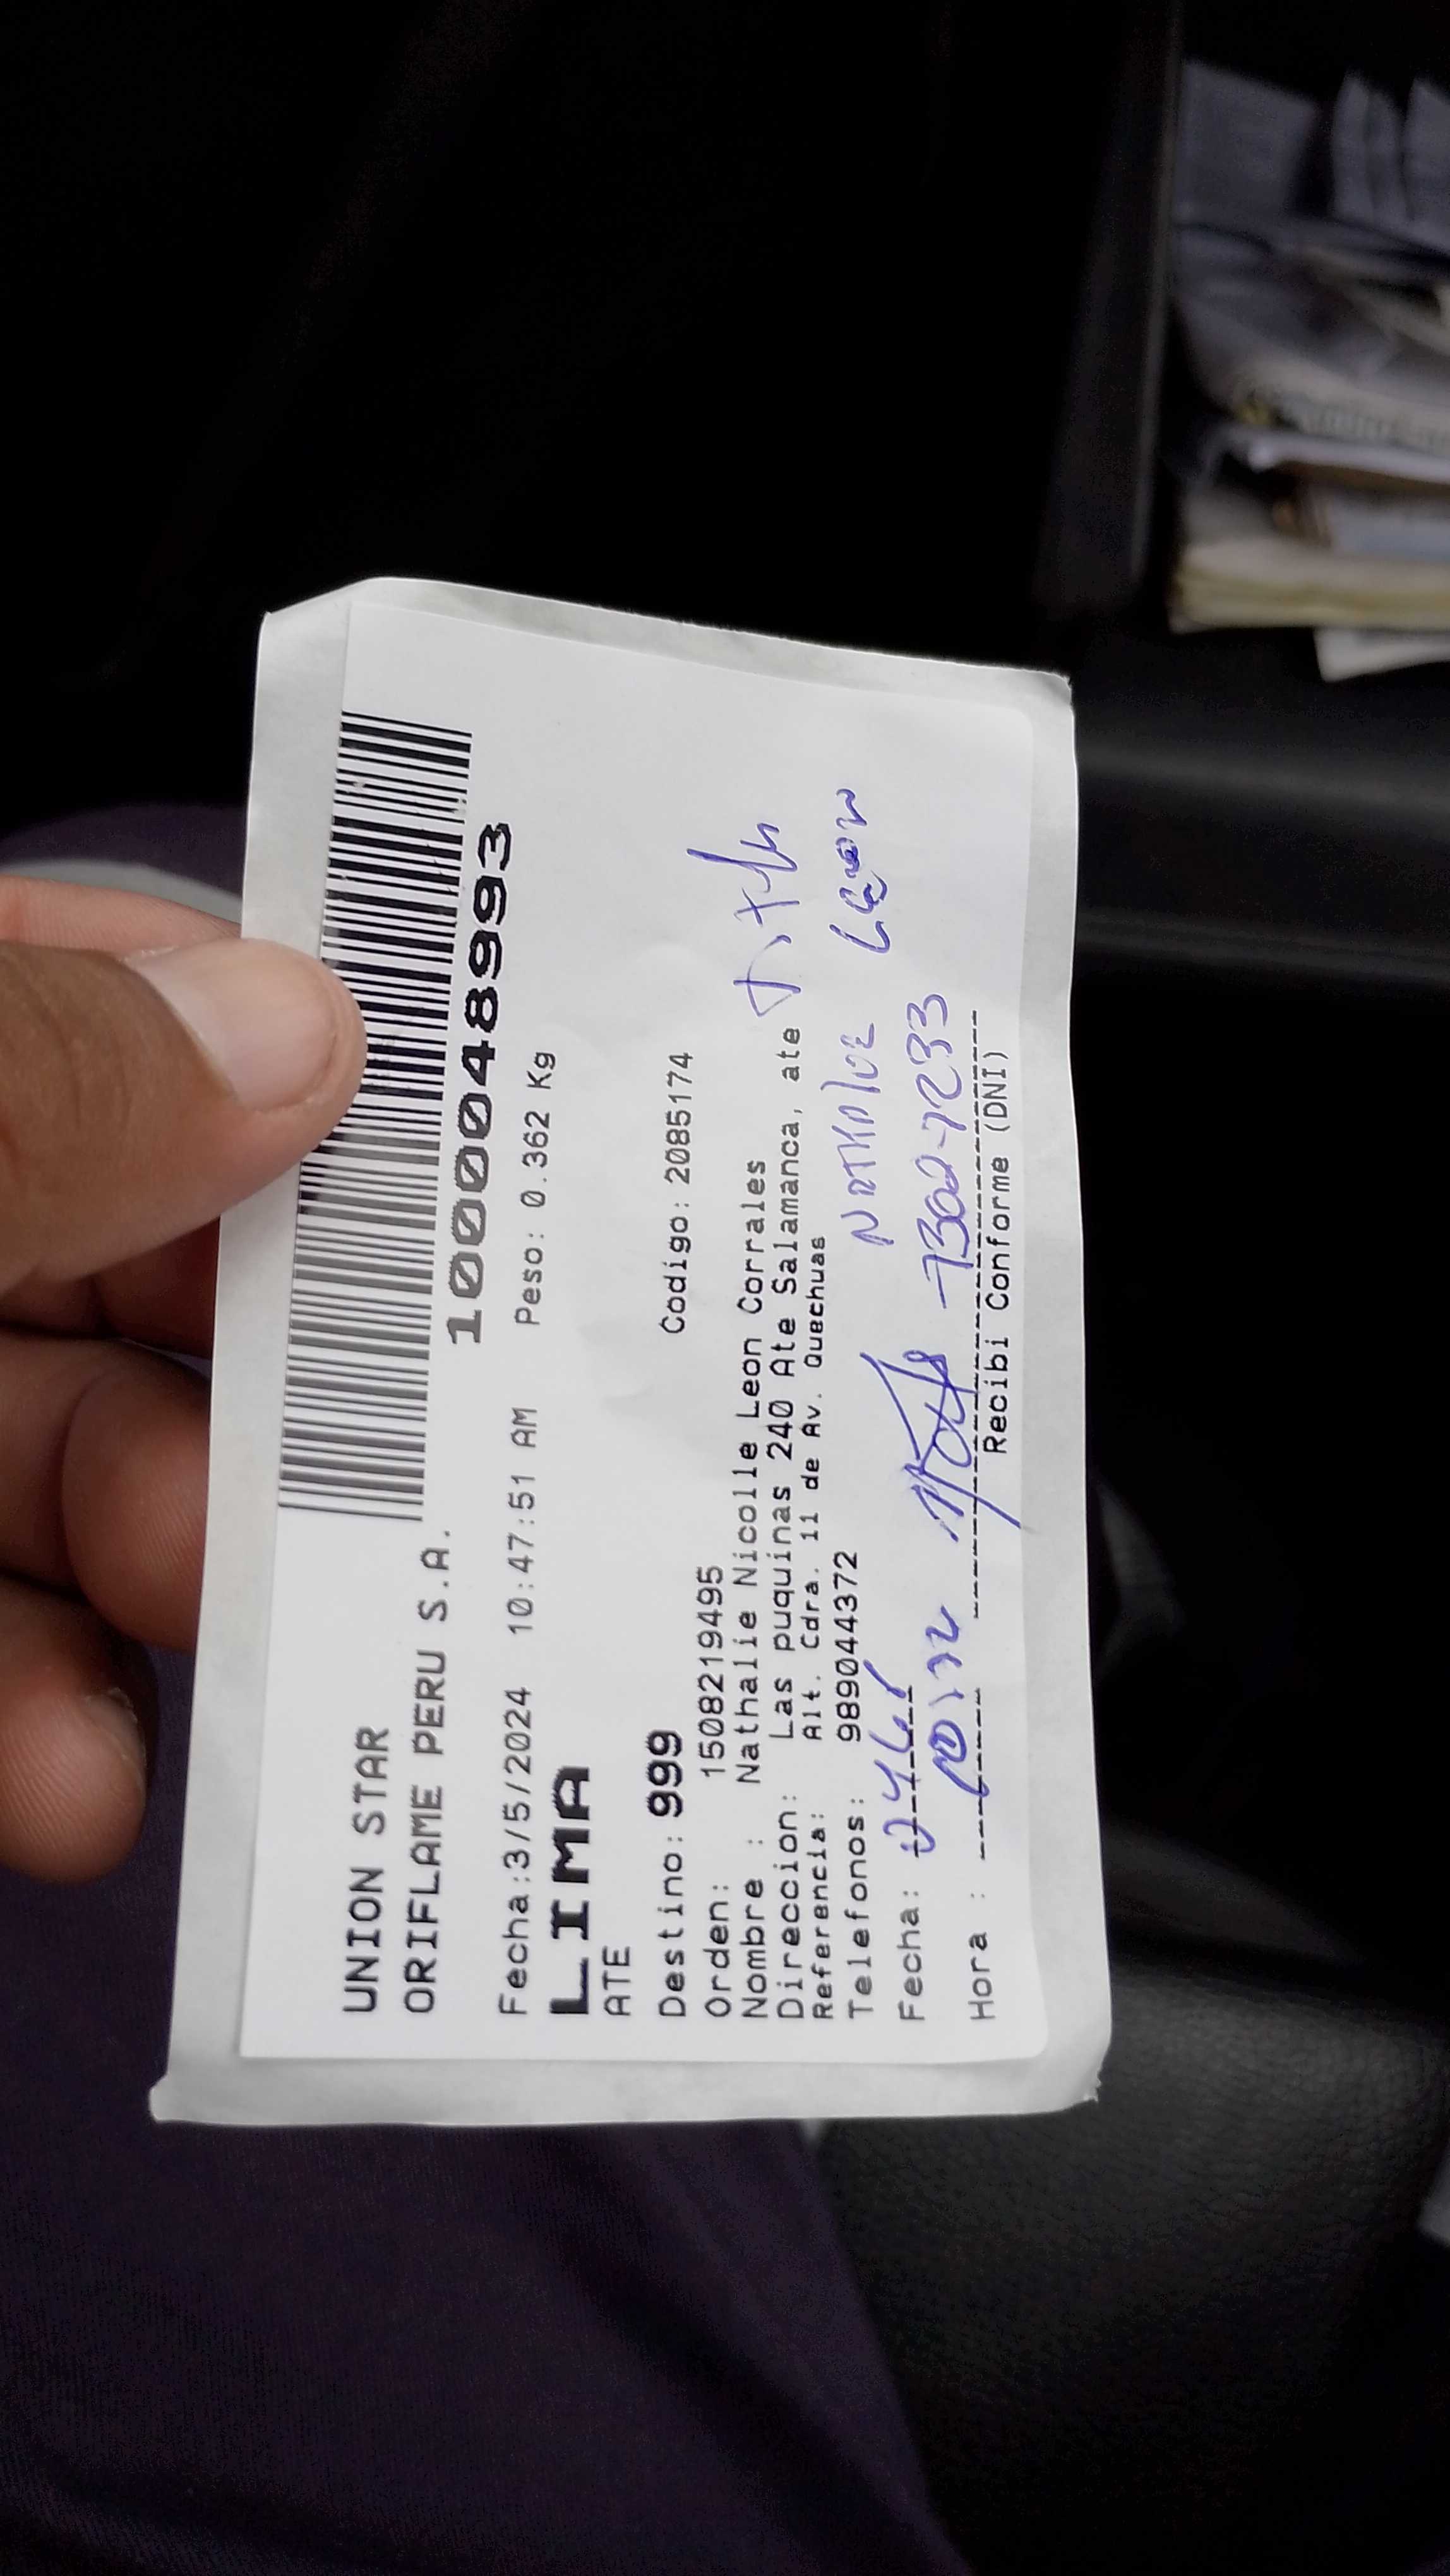 UNION STAR
ORIFLAME PERU S.A.
1000048993
Fecha:3/5/2024 10:47:51 AM Peso: 0.362 Kg
LIMA
ATE
Destino: 999 Codigo: 2085174
Orden: 1508219495
Nombre : Nathalie Nicolle Leon Corrales
Direccion: Las puquinas 240 Ate Salamanca, ate
Referencia: Alt. Cdra. 11 de Av. Quechuas
Telefonos: 989044372
Leon
Fecha:
Hora :
Recibi Conforme (DNI)